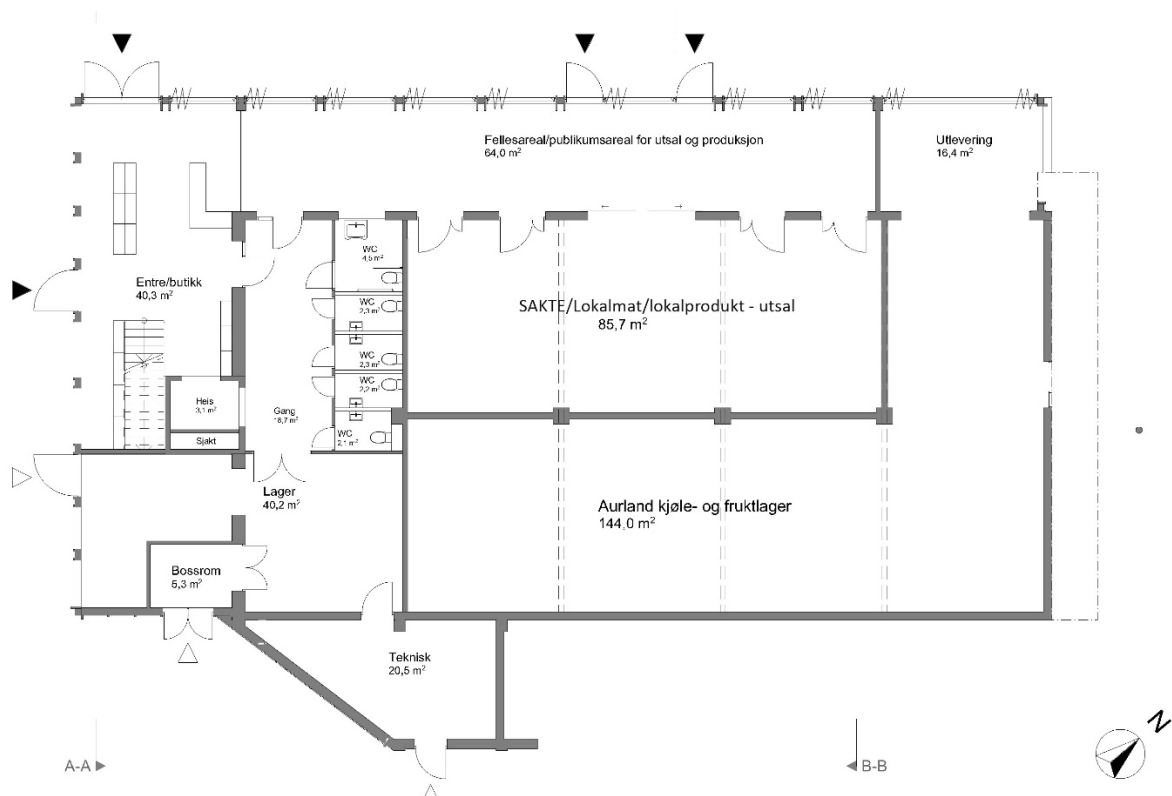 Fellesareal/publikumsareal for utsal og produksjon
64,0 m²
Utlevering
16,4 m²
WC
4,5 m²
Entre/butikk
40,3 m²
WC
2,3 m²
SAKTE/Lokalmat/lokalprodukt - utsal
85,7 m²
WC
2,3 m²
WC
2,2 m²
Heis
3,1 m²
Gang
18,7 m²
WC
2,1 m²
Sjakt
Lager
40,2 m²
Aurland kjøle- og fruktlager
144,0 m²
Bossrom
5,3 m²
Teknisk
20,5 m²
N
A-A
B-B